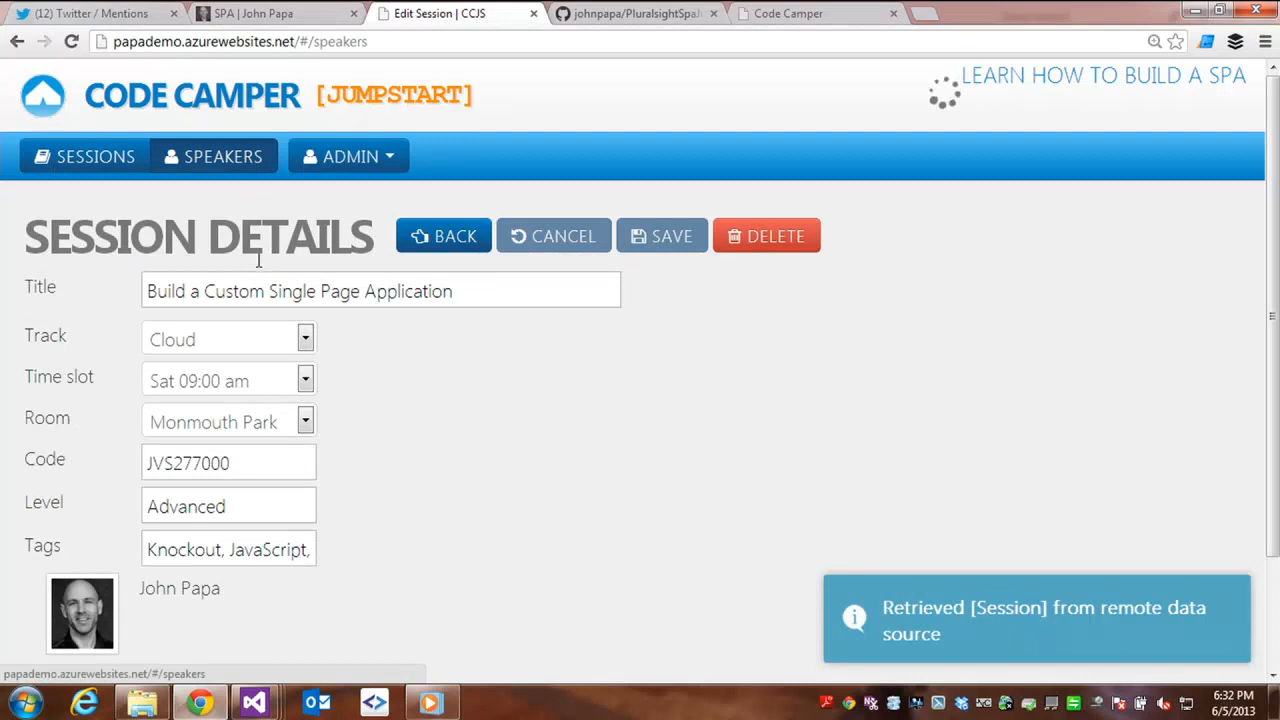 (12) Twitter / Mentions
SPA | John Papa
Edit Session | CCJS
johnpapa/PluralsightSpaJ
Code Camper
papademo.azurewebsites.net/#/speakers
LEARN HOW TO BUILD A SPA
CODE CAMPER [JUMPSTART]
SESSIONS
SPEAKERS
ADMIN
SESSION DETAILS
BACK
CANCEL
SAVE
DELETE
Title
Build a Custom Single Page Application
Track
Cloud
Time slot
Sat 09:00 am
Room
Monmouth Park
Code
JVS277000
Level
Advanced
Tags
Knockout, JavaScript,
John Papa
Retrieved [Session] from remote data
source
papademo.azurewebsites.net/#/speakers
6:32 PM
6/5/2013